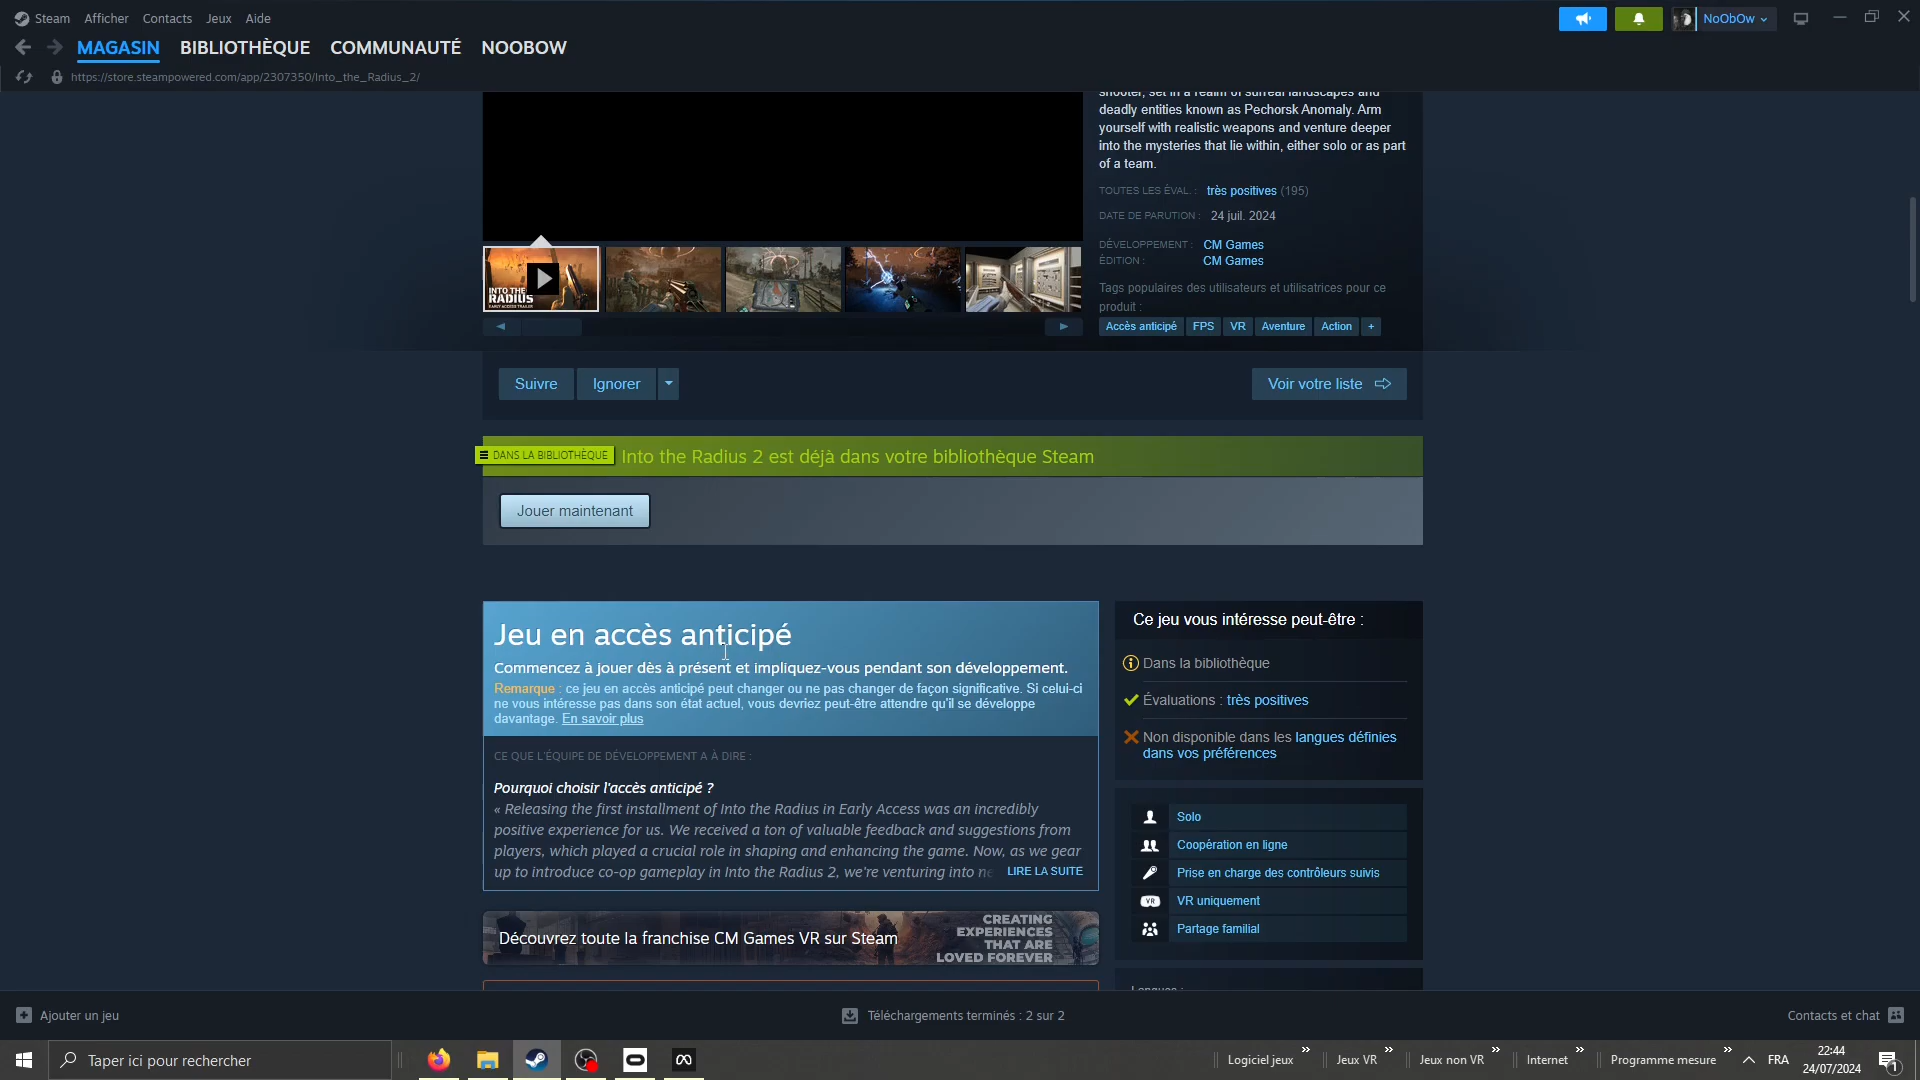 Steam Afficher Contacts Jeux Aide
NoObOw
MAGASIN BIBLIOTHÈQUE COMMUNAUTÉ NOOBOW
https://store.steampowered.com/app/2307350/Into_the_Radius_2/
shooter, set in a realm of surreal landscapes and
deadly entities known as Pechorsk Anomaly. Arm
yourself with realistic weapons and venture deeper
into the mysteries that lie within, either solo or as part
of a team.
TOUTES LES ÉVAL. : très positives (195)
DATE DE PARUTION : 24 juil. 2024
DÉVELOPPEMENT : CM Games
ÉDITION : CM Games
Tags populaires des utilisateurs et utilisatrices pour ce
produit :
Accès anticipé FPS VR Aventure Action +
INTO THE
RADIUS
Suivre Ignorer
Voir votre liste
DANS LA BIBLIOTHÈQUE Into the Radius 2 est déjà dans votre bibliothèque Steam
Jouer maintenant
Jeu en accès anticipé
Commencez à jouer dès à présent et impliquez-vous pendant son développement.
Remarque : ce jeu en accès anticipé peut changer ou ne pas changer de façon significative. Si celui-ci
ne vous intéresse pas dans son état actuel, vous devriez peut-être attendre qu'il se développe
davantage. En savoir plus
CE QUE L'ÉQUIPE DE DÉVELOPPEMENT A À DIRE :
Pourquoi choisir l'accès anticipé ?
« Releasing the first installment of Into the Radius in Early Access was an incredibly
positive experience for us. We received a ton of valuable feedback and suggestions from
players, which played a crucial role in shaping and enhancing the game. Now, as we gear
up to introduce co-op gameplay in Into the Radius 2, we're venturing into ne LIRE LA SUITE
Découvrez toute la franchise CM Games VR sur Steam
CREATING
EXPERIENCES
THAT ARE
LOVED FOREVER
Ce jeu vous intéresse peut-être :
Dans la bibliothèque
Évaluations : très positives
Non disponible dans les langues définies
dans vos préférences
Solo
Coopération en ligne
Prise en charge des contrôleurs suivis
VR VR uniquement
Partage familial
Langues :
Ajouter un jeu
Téléchargements terminés : 2 sur 2
Contacts et chat
Taper ici pour rechercher
Logiciel jeux » Jeux VR » Jeux non VR » Internet » Programme mesure » FRA
22:44
24/07/2024
1